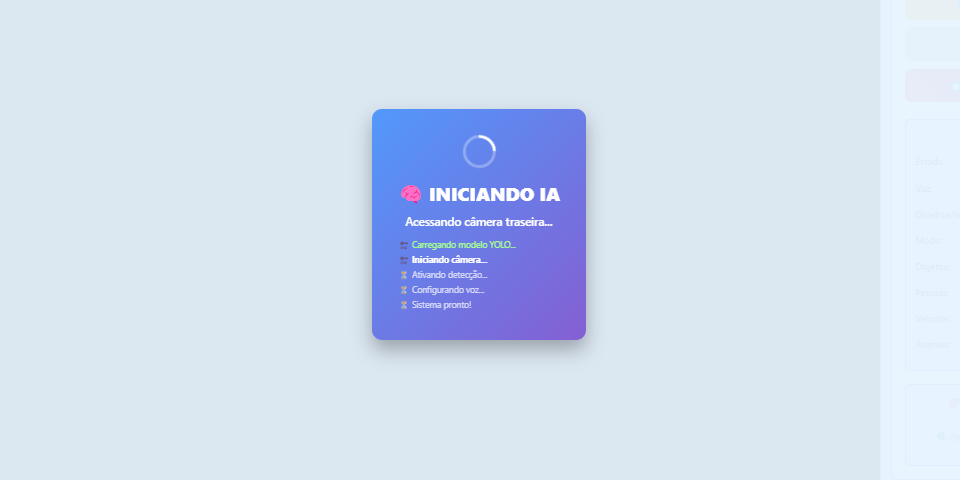 INICIANDO IA
Acessando câmera traseira...
Carregando modelo YOLO...
Iniciando câmera...
Ativando detecção...
Configurando voz...
Sistema pronto!
Estado:
Voz:
Modo:
Objetos:
Pessoas:
Veículos:
Animais: